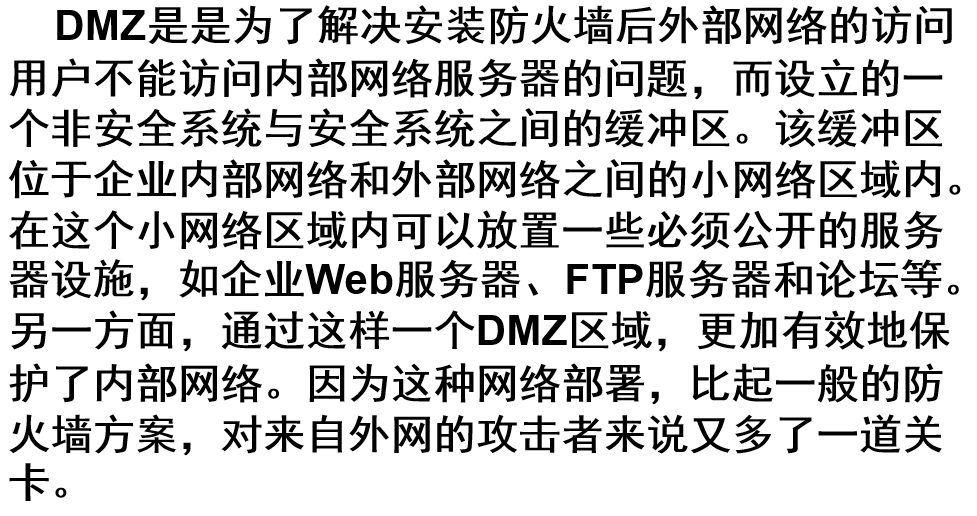 DMZ是是为了解决安装防火墙后外部网络的访问
用户不能访问内部网络服务器的问题，而设立的一
个非安全系统与安全系统之间的缓冲区。该缓冲区
位于企业内部网络和外部网络之间的小网络区域内。
在这个小网络区域内可以放置一些必须公开的服务
器设施，如企业Web服务器、FTP服务器和论坛等。
另一方面，通过这样一个DMZ区域，更加有效地保
护了内部网络。因为这种网络部署，比起一般的防
火墙方案，对来自外网的攻击者来说又多了一道关
卡。